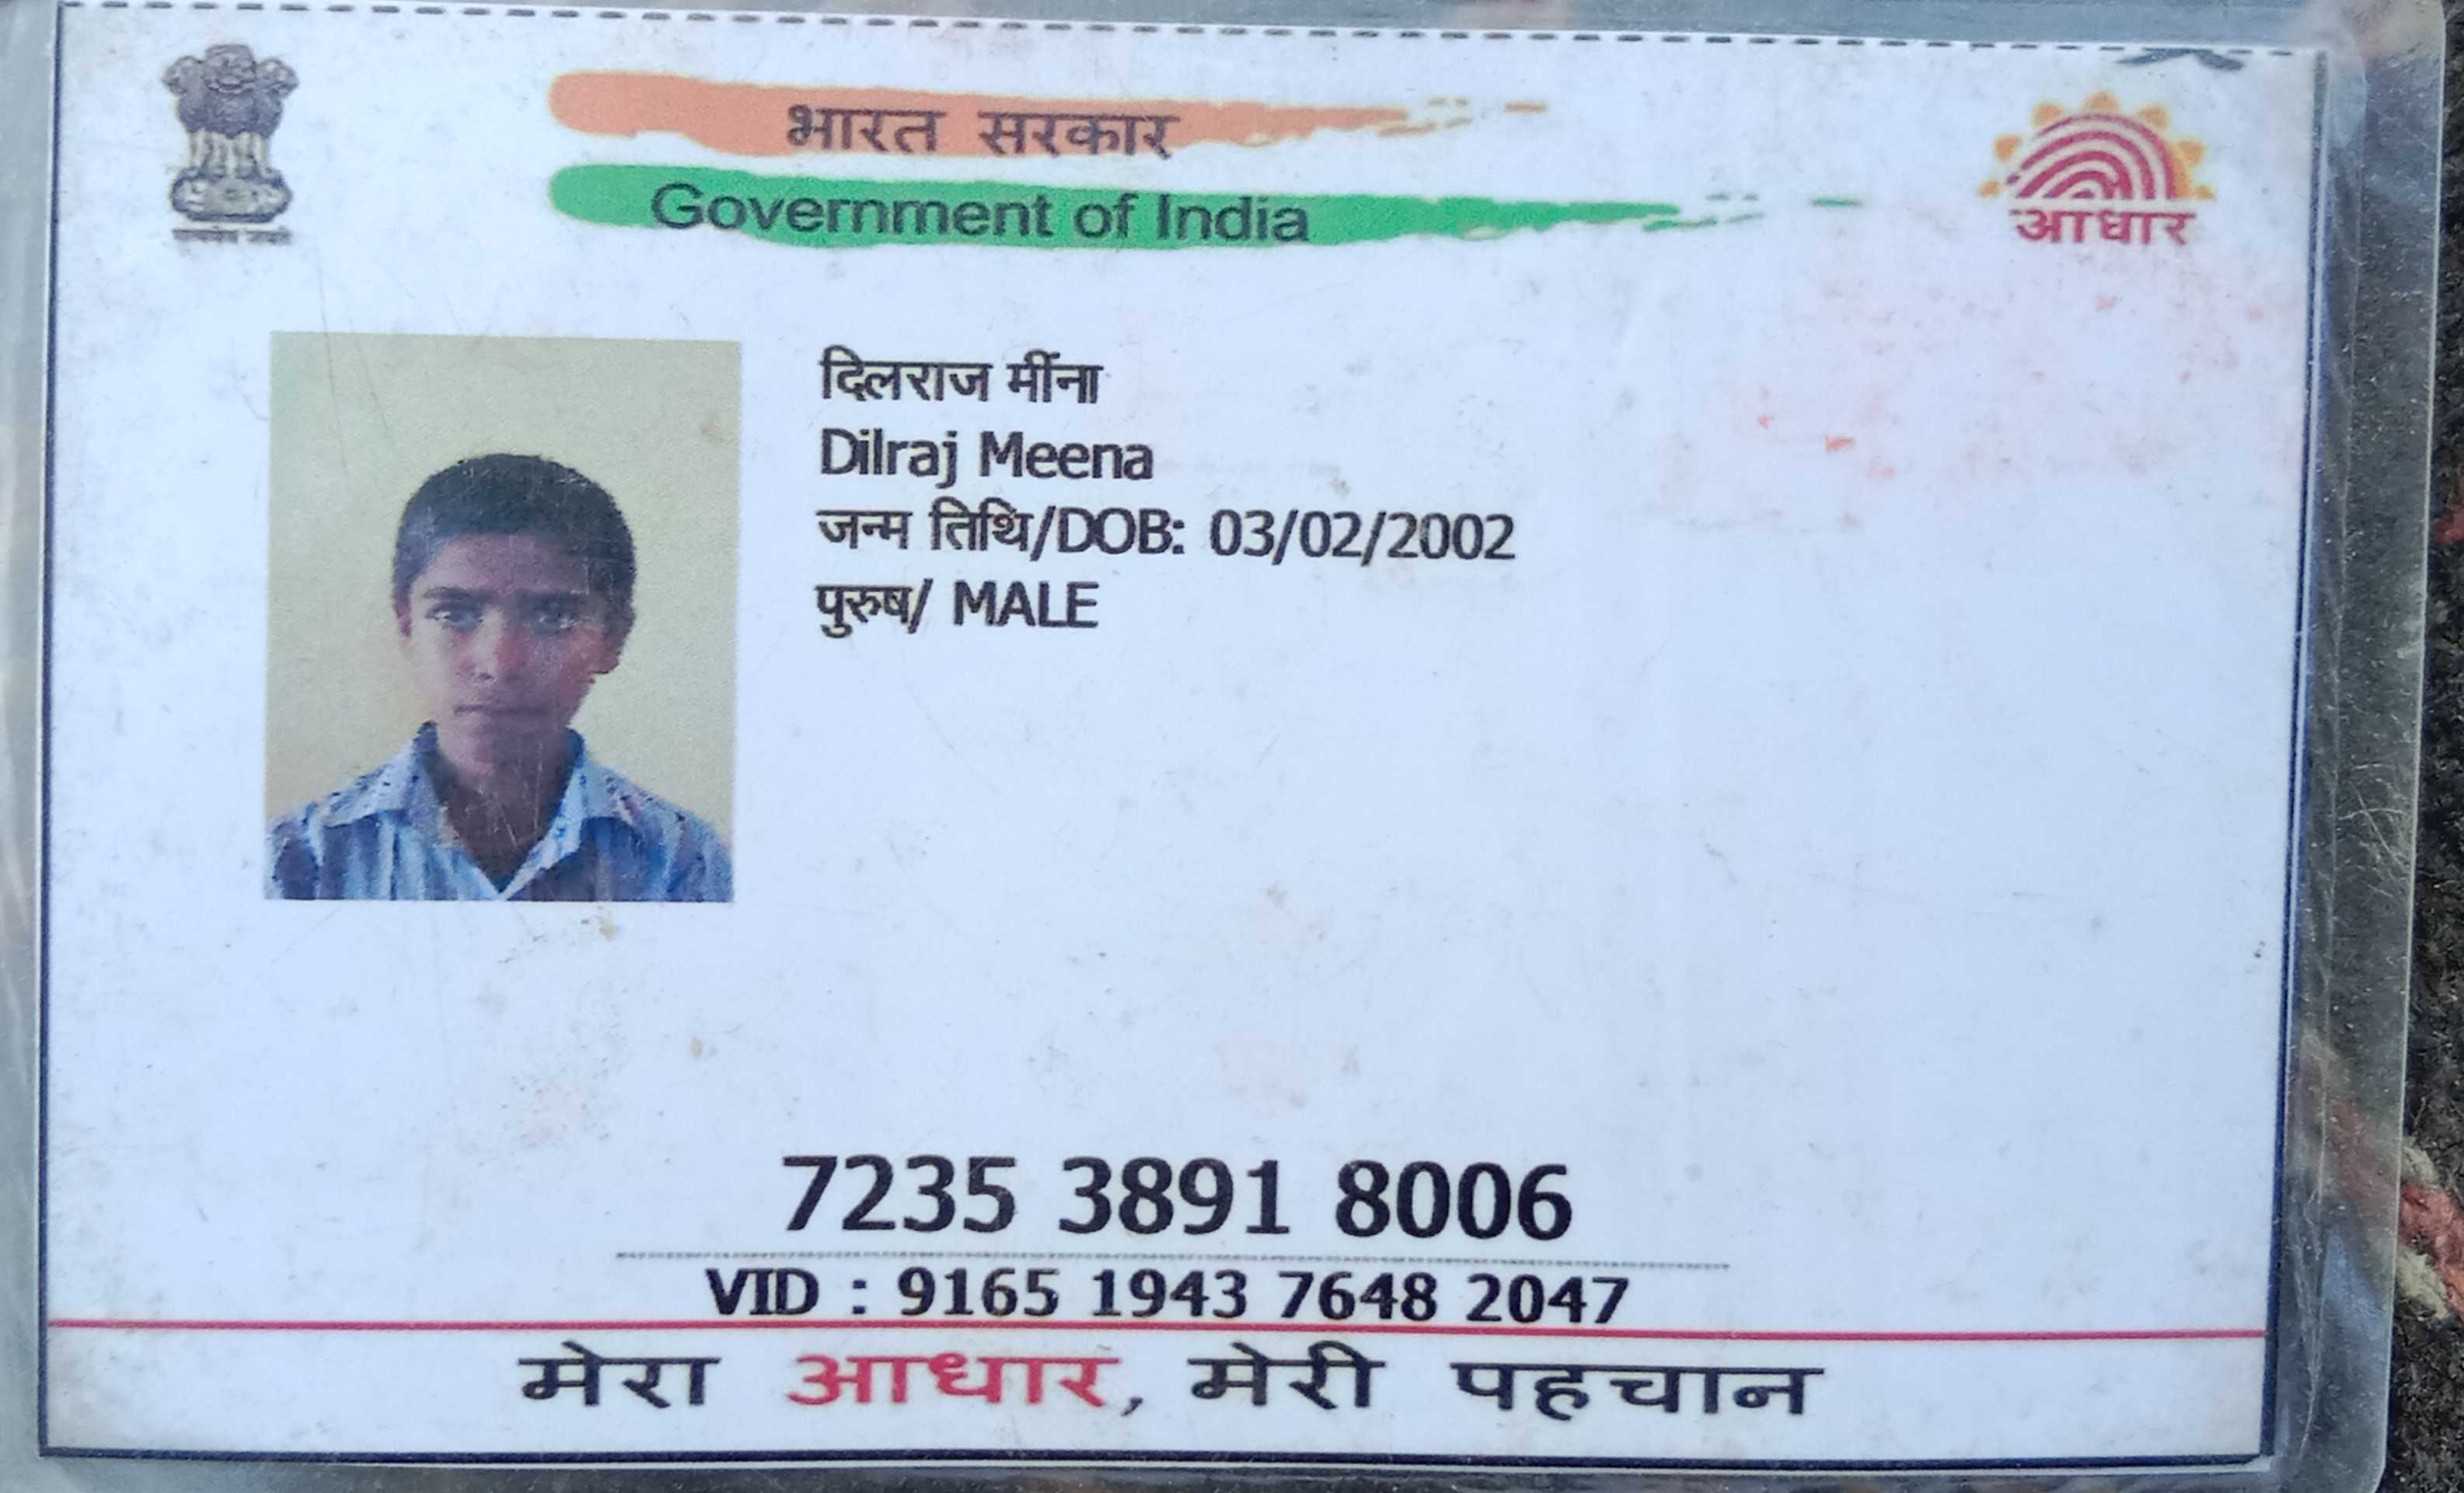 भारत सरकार
Government of India
आधार
दिलराज मींना
Dilraj Meena
जन्म तिथि/DOB: 03/02/2002
पुरुष/ MALE
7235 3891 8006
VID : 9165 1943 7648 2047
मेरा आधार, मेरी पहचान